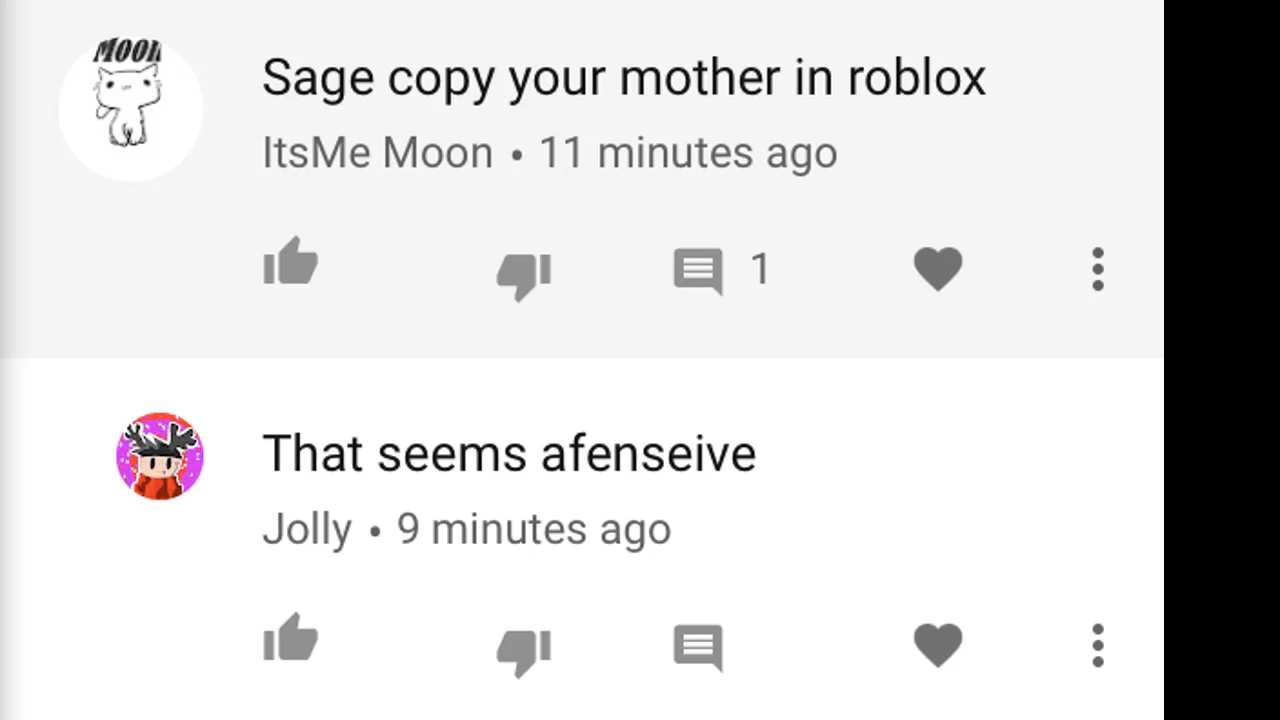 MOON
Sage copy your mother in roblox
ItsMe Moon • 11 minutes ago
1
That seems afenseive
Jolly • 9 minutes ago